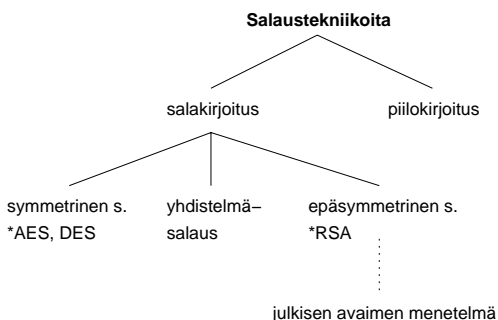 Salaustekniikoita
salakirjoitus
piilokirjoitus
symmetrinen s.
*AES, DES
yhdistelmä–
salaus
epäsymmetrinen s.
*RSA
julkisen avaimen menetelmä